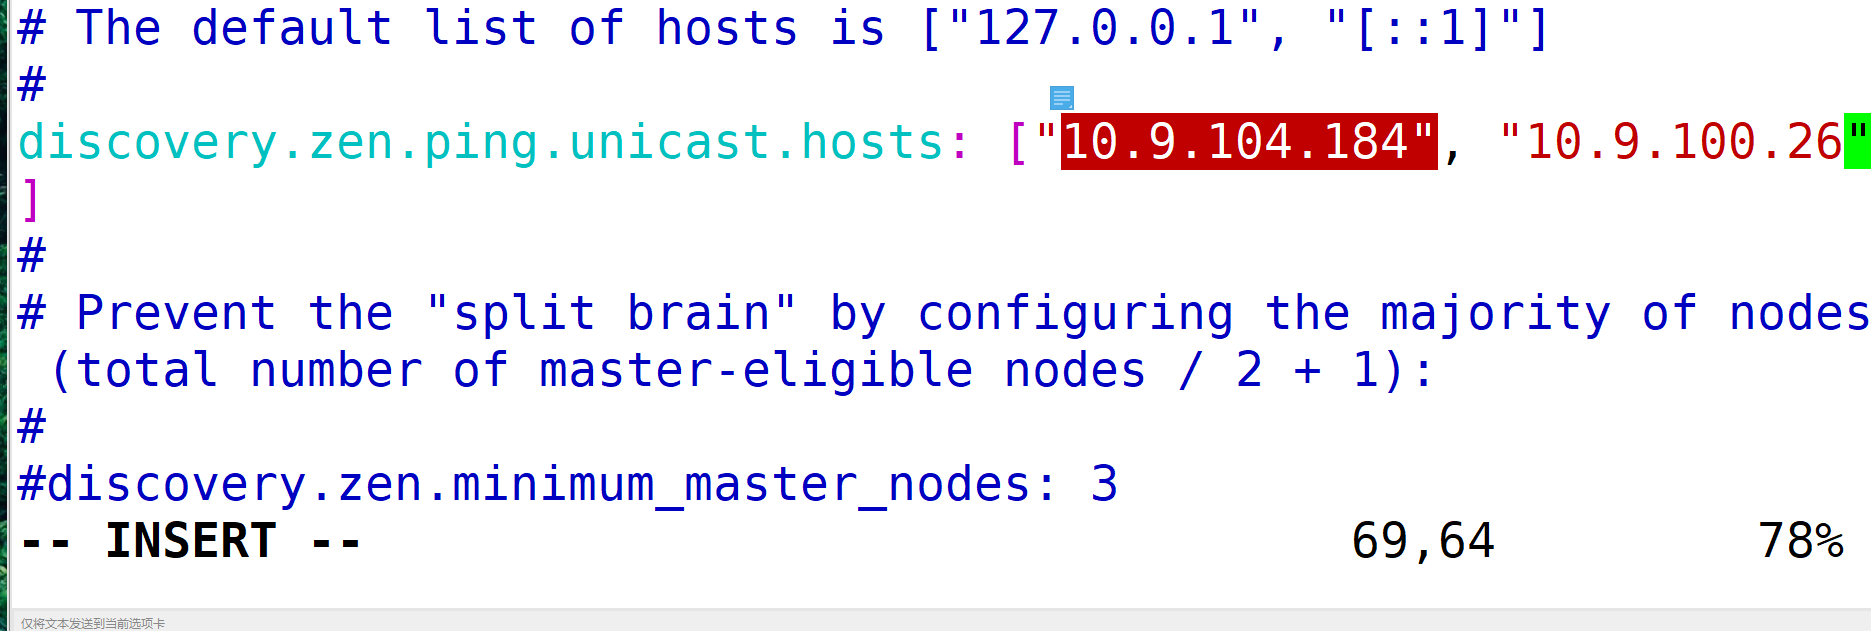 # The default list of hosts is ["127.0.0.1", "[::1]"]
#
discovery.zen.ping.unicast.hosts: ["10.9.104.184", "10.9.100.26"
]
#
# Prevent the "split brain" by configuring the majority of nodes
 (total number of master-eligible nodes / 2 + 1):
#
#discovery.zen.minimum_master_nodes: 3
-- INSERT -- 69,64 78%
仅将文本发送到当前选项卡